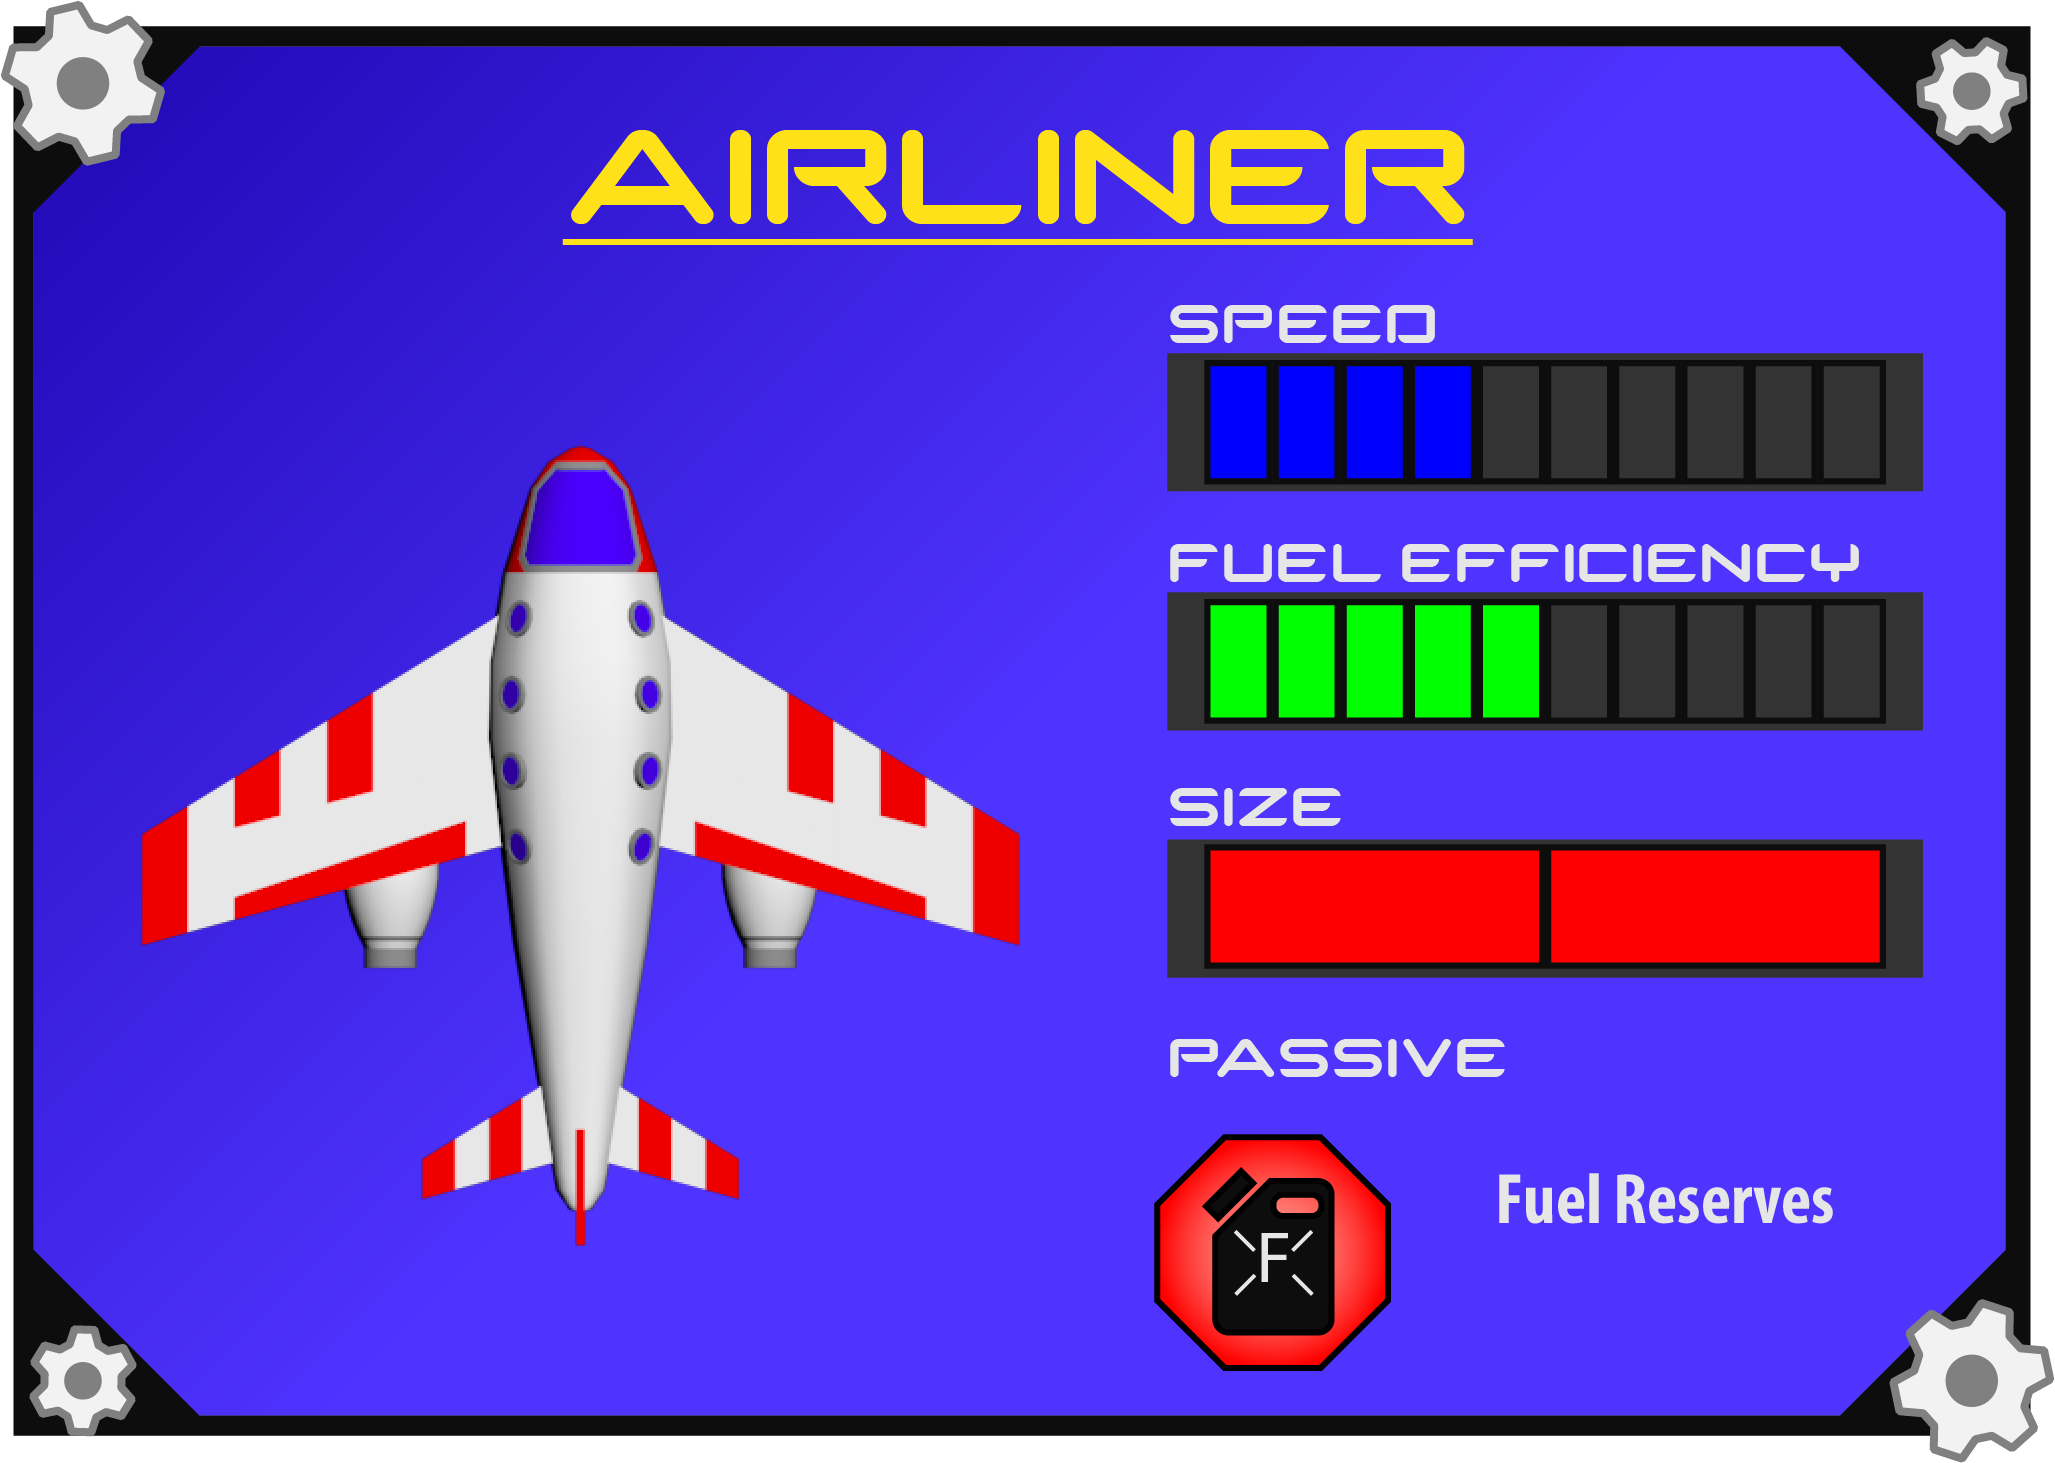 AIRLINER
SPEED
FUEL EFFICIENCY
SIZE
PASSIVE
F
Fuel Reserves